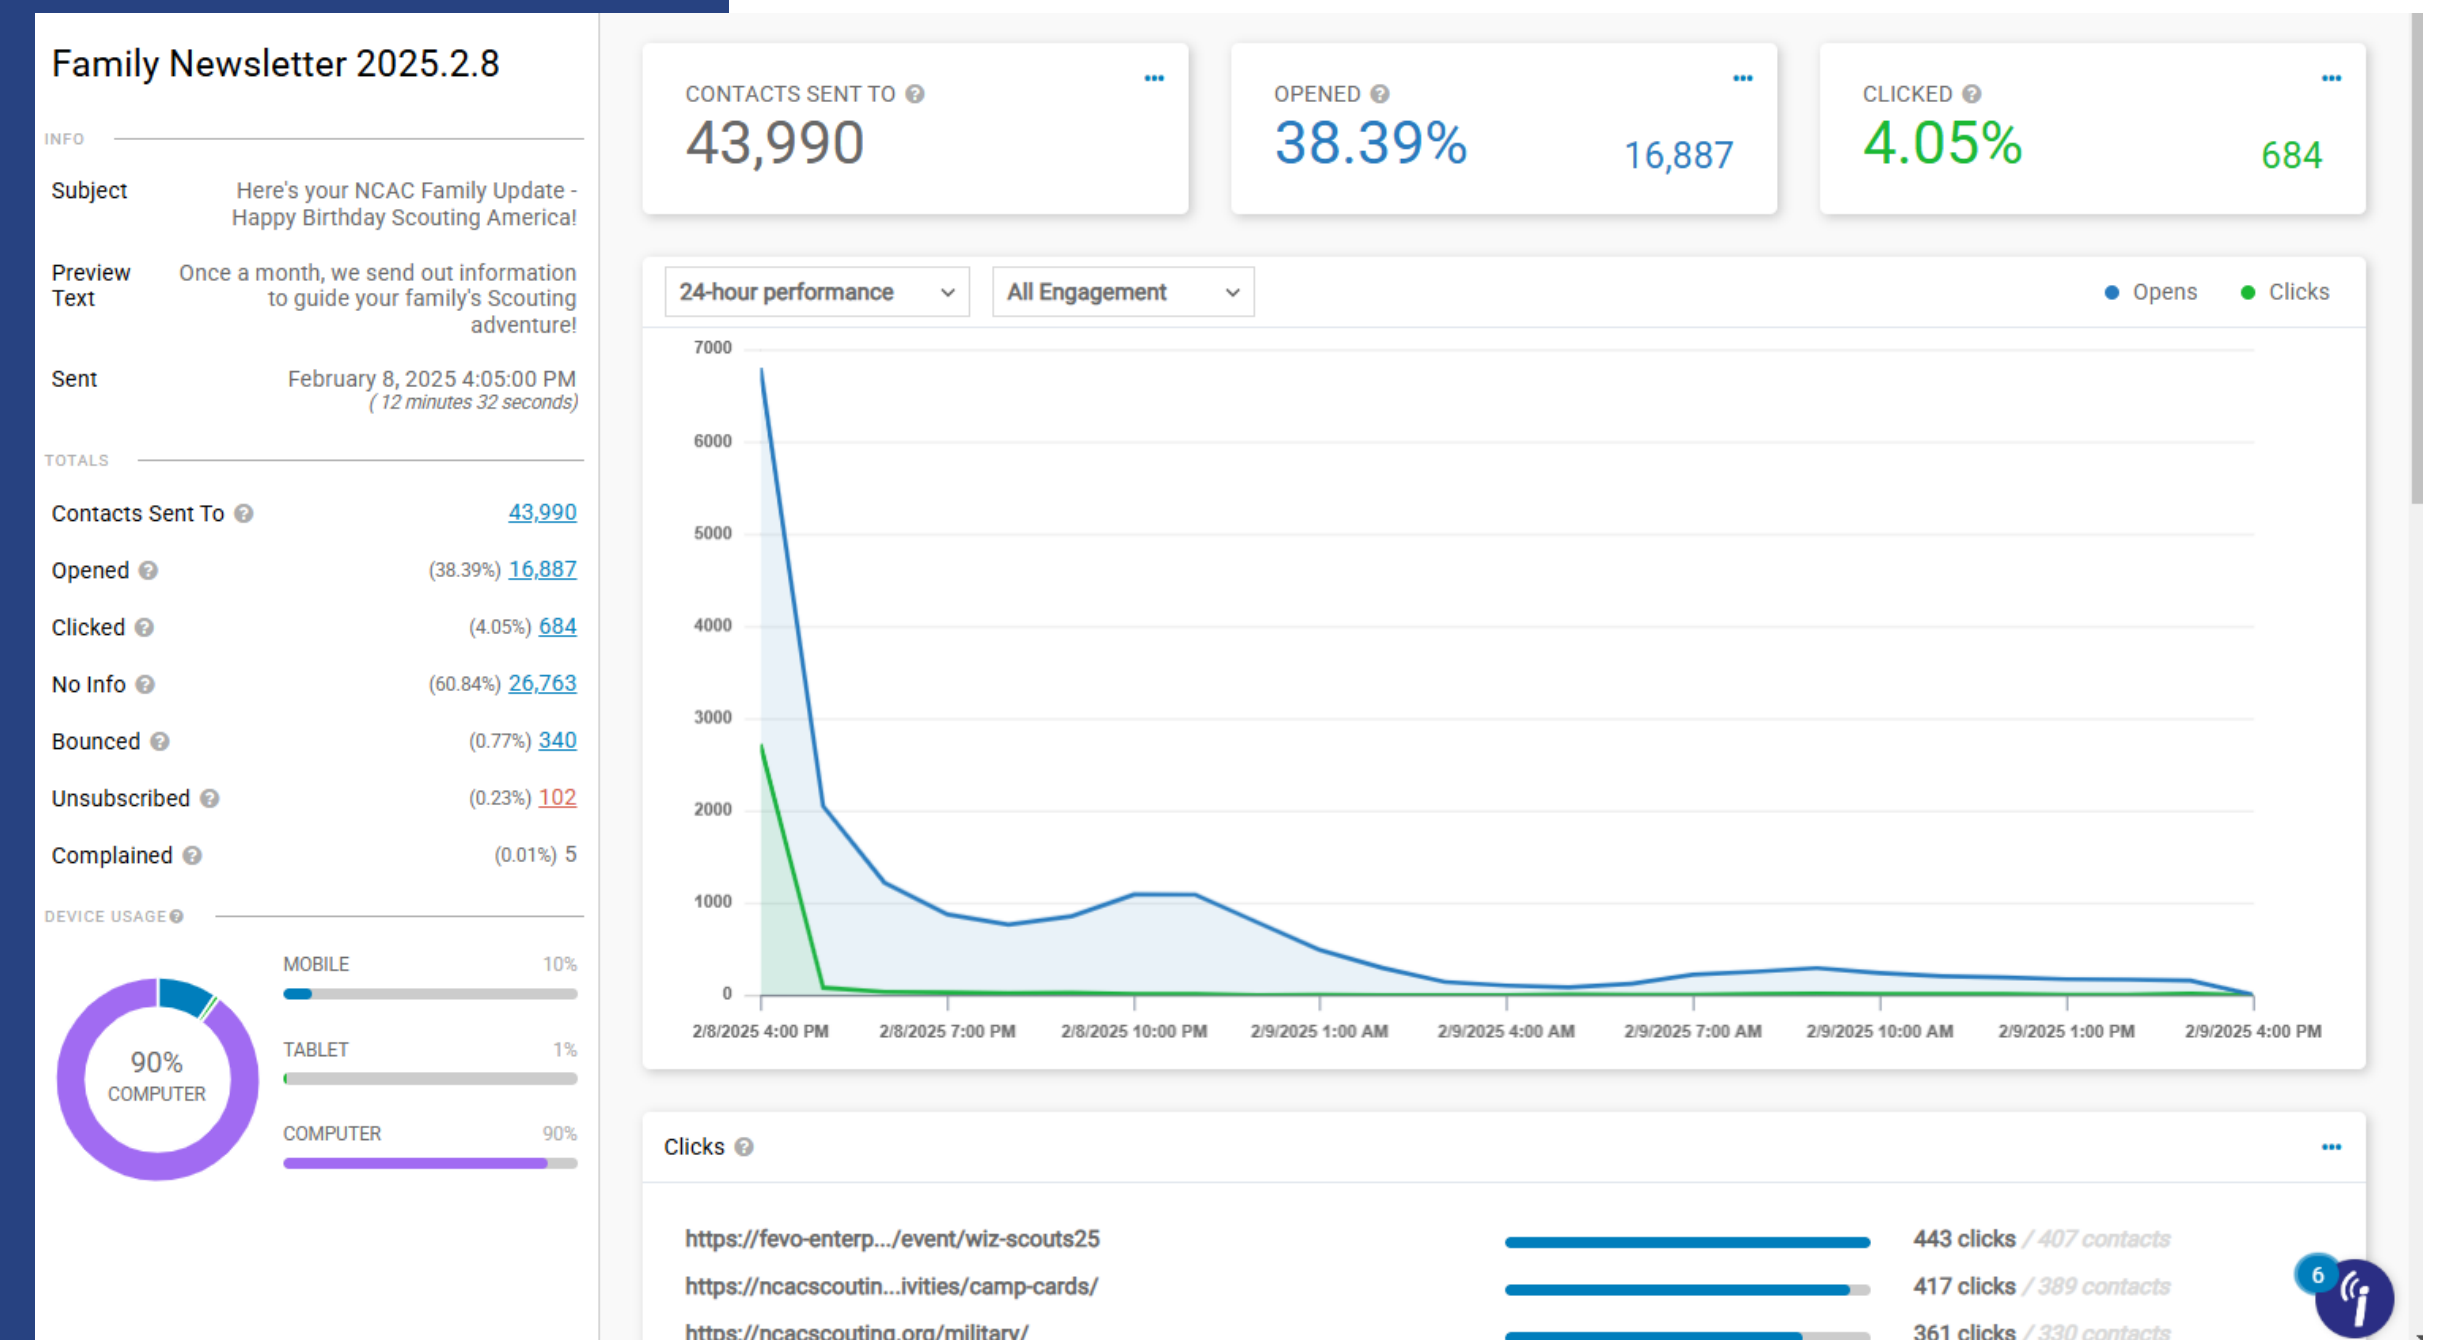 Family Newsletter 2025.2.8
INFO
Subject
Here's your NCAC Family Update -
Happy Birthday Scouting America!
Preview
Text
Once a month, we send out information
to guide your family's Scouting
adventure!
Sent
February 8, 2025 4:05:00 PM
( 12 minutes 32 seconds)
TOTALS
Contacts Sent To ? 43,990
Opened ? (38.39%) 16,887
Clicked ? (4.05%) 684
No Info ? (60.84%) 26,763
Bounced ? (0.77%) 340
Unsubscribed ? (0.23%) 102
Complained ? (0.01%) 5
DEVICE USAGE ?
90%
COMPUTER
MOBILE 10%
TABLET 1%
COMPUTER 90%
CONTACTS SENT TO ?
43,990
OPENED ?
38.39% 16,887
CLICKED ?
4.05% 684
24-hour performance
All Engagement
Opens
Clicks
7000
6000
5000
4000
3000
2000
1000
0
2/8/2025 4:00 PM 2/8/2025 7:00 PM 2/8/2025 10:00 PM 2/9/2025 1:00 AM 2/9/2025 4:00 AM 2/9/2025 7:00 AM 2/9/2025 10:00 AM 2/9/2025 1:00 PM 2/9/2025 4:00 PM
Clicks ?
https://fevo-enterp.../event/wiz-scouts25 443 clicks / 407 contacts
https://ncacscoutin...ivities/camp-cards/ 417 clicks / 389 contacts
https://ncacscouting.org/military/ 361 clicks / 330 contacts
6